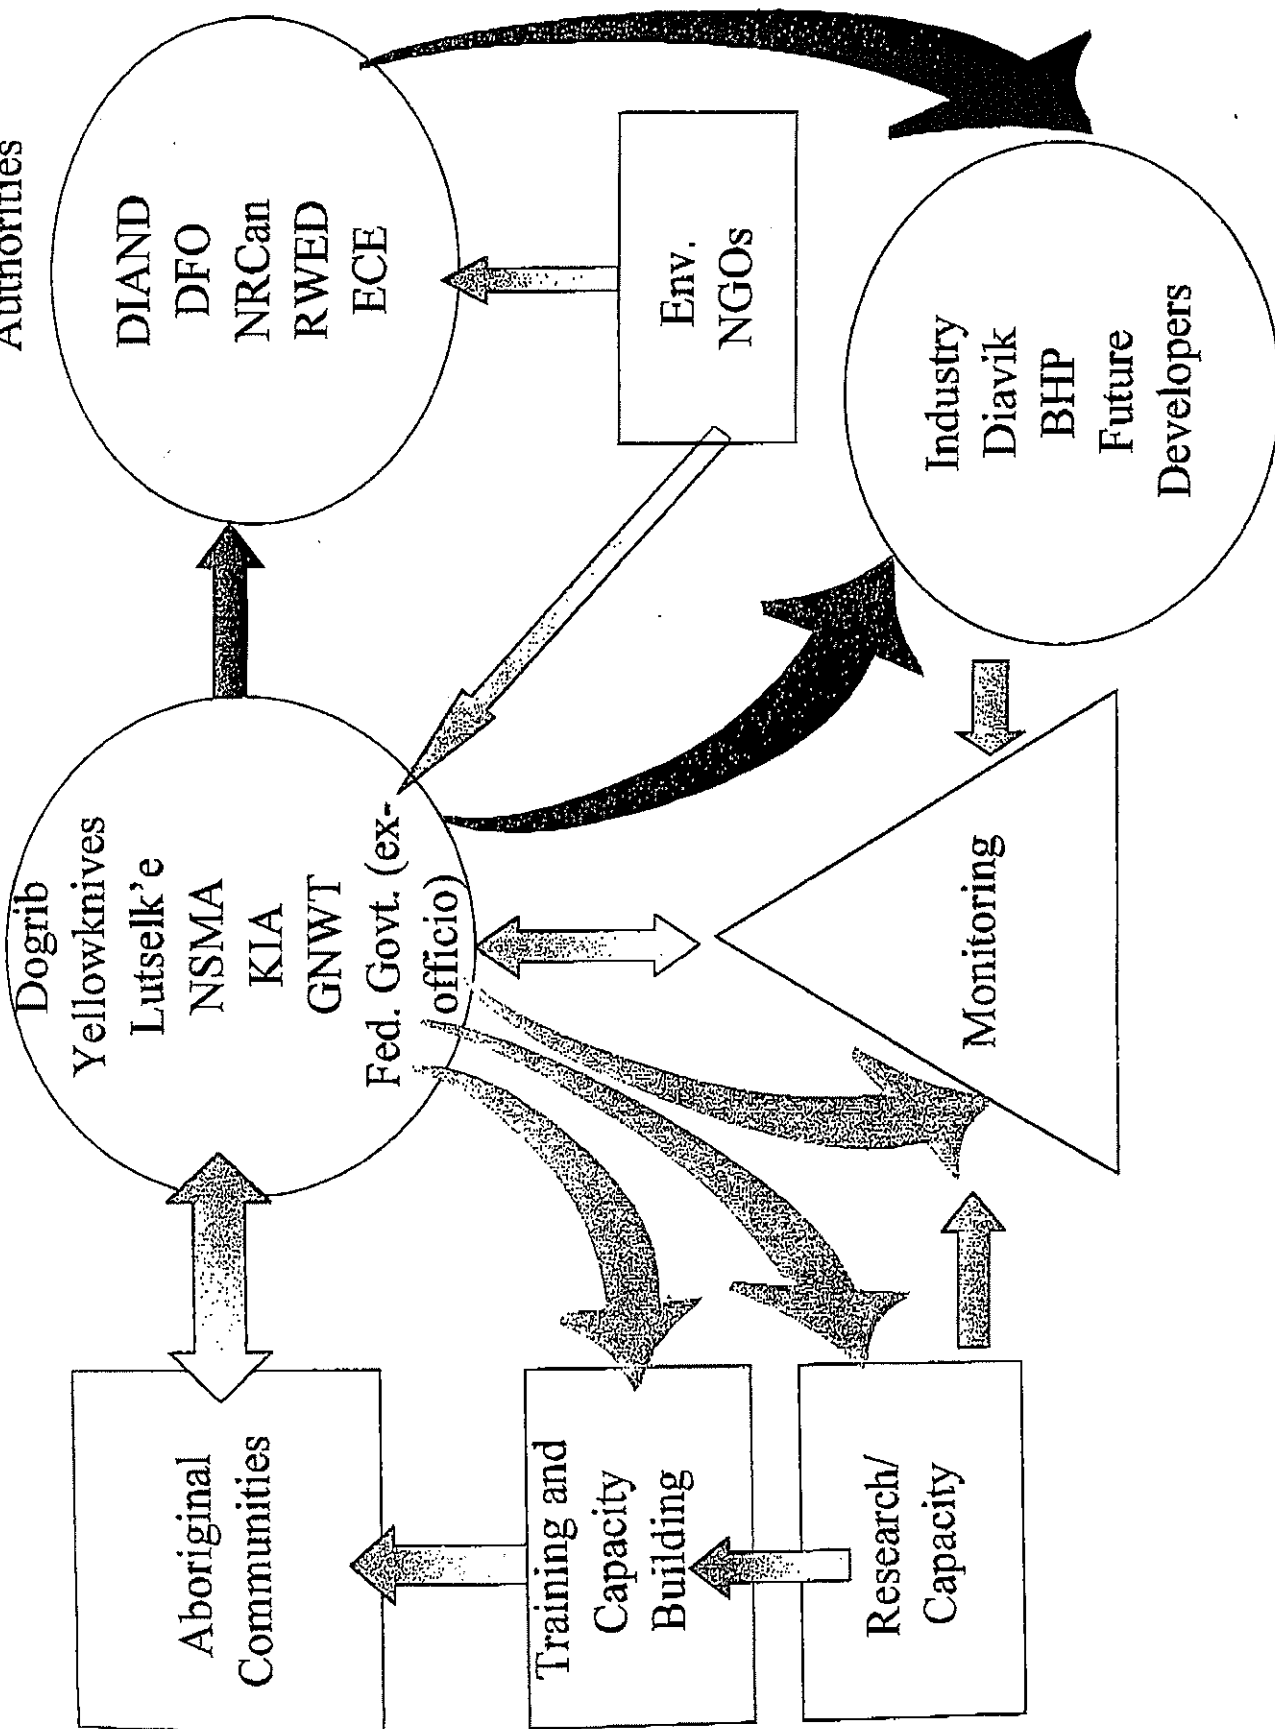 Authorities
Dogrib
Yellowknives
Lutselk'e
NSMA
KIA
GNWT
Fed. Govt. (ex-
officio)
DIAND
DFO
NRCan
RWED
ECE
Aboriginal
Communities
Env.
NGOs
Training and
Capacity
Building
Research/
Capacity
Monitoring
Industry
Diavik
BHP
Future
Developers